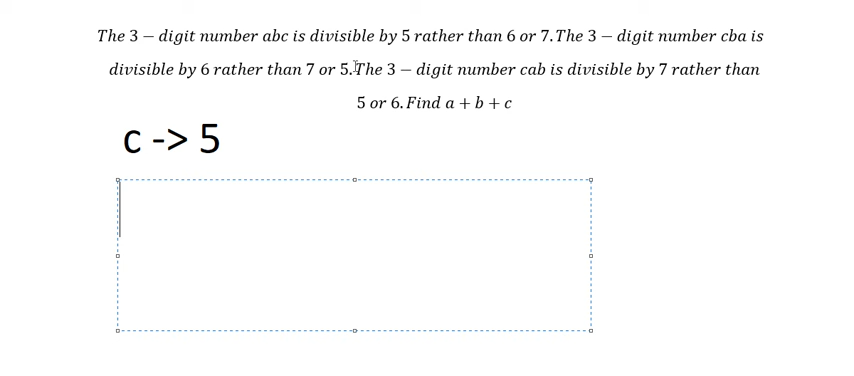 The 3 − digit number abc is divisible by 5 rather than 6 or 7. The 3 − digit number cba is
divisible by 6 rather than 7 or 5. The 3 − digit number cab is divisible by 7 rather than
5 or 6. Find a + b + c
c -> 5